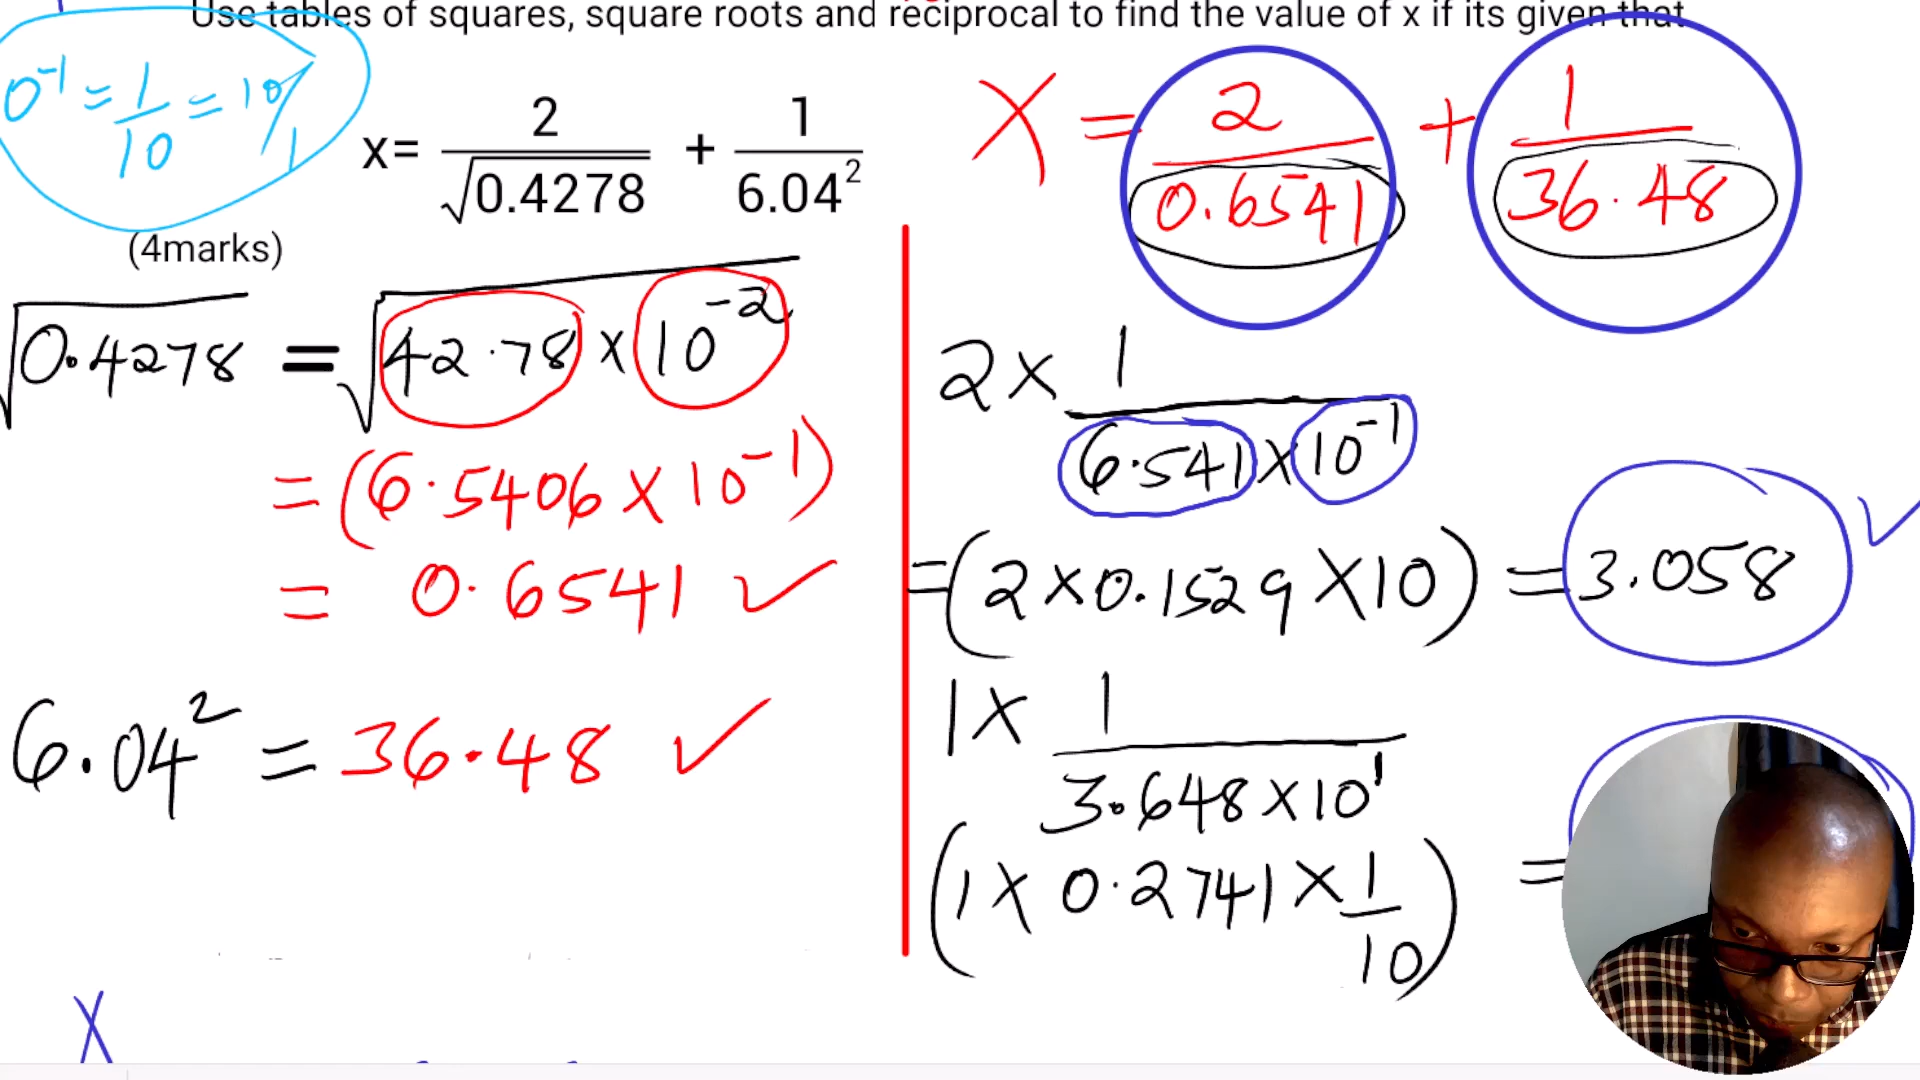 Use tables of squares, square roots and reciprocal to find the value of x if its given that
0⁻¹ = 1/10 = 10/1
x= 2/√0.4278 + 1/6.04²
(4marks)
√0.4278 = √42.78 × 10⁻²
= (6.5406 × 10⁻¹)
= 0.6541 ✓
6.04² = 36.48 ✓
X
X = 2/0.6541 + 1/36.48
2 × 1/6.541 × 10⁻¹
= (2 × 0.1529 × 10) = 3.058 ✓
1 × 1/3.648 × 10¹
(1 × 0.2741 × 1/10) =